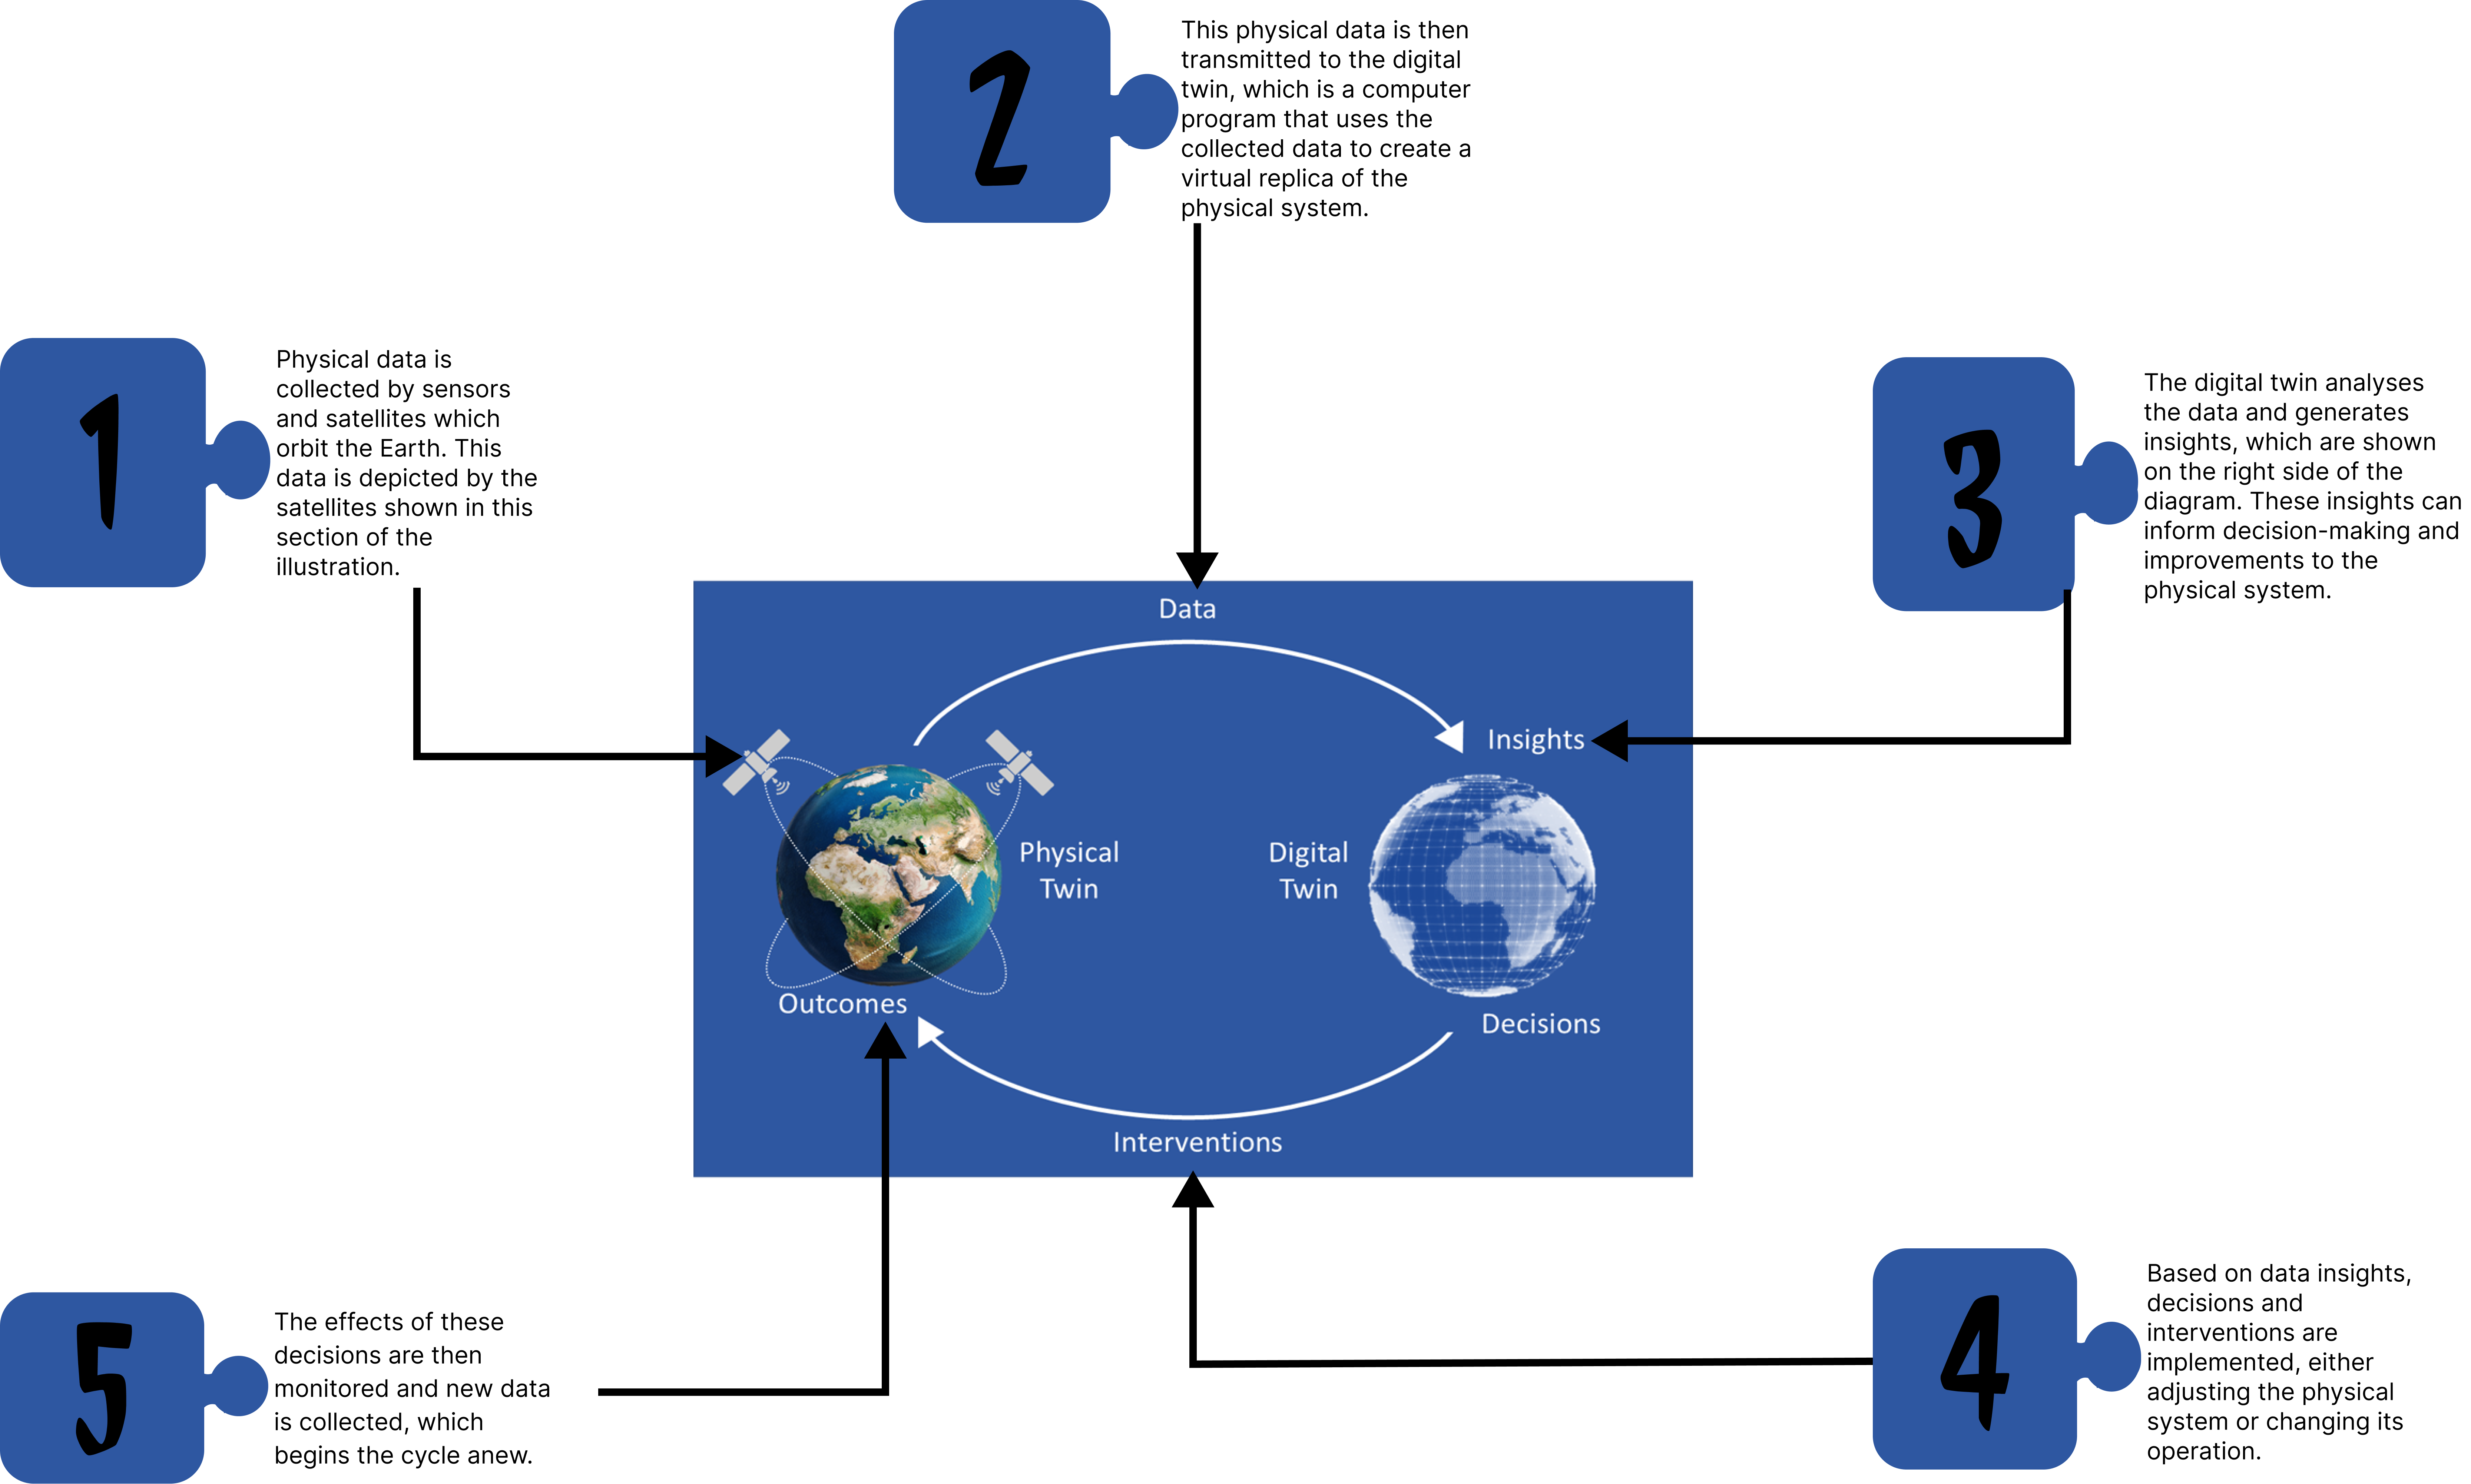 1
Physical data is
collected by sensors
and satellites which
orbit the Earth. This
data is depicted by the
satellites shown in this
section of the
illustration.
2
This physical data is then
transmitted to the digital
twin, which is a computer
program that uses the
collected data to create a
virtual replica of the
physical system.
3
The digital twin analyses
the data and generates
insights, which are shown
on the right side of the
diagram. These insights can
inform decision-making and
improvements to the
physical system.
Data
Insights
Physical
Twin
Digital
Twin
Outcomes
Decisions
Interventions
4
Based on data insights,
decisions and
interventions are
implemented, either
adjusting the physical
system or changing its
operation.
5
The effects of these
decisions are then
monitored and new data
is collected, which
begins the cycle anew.